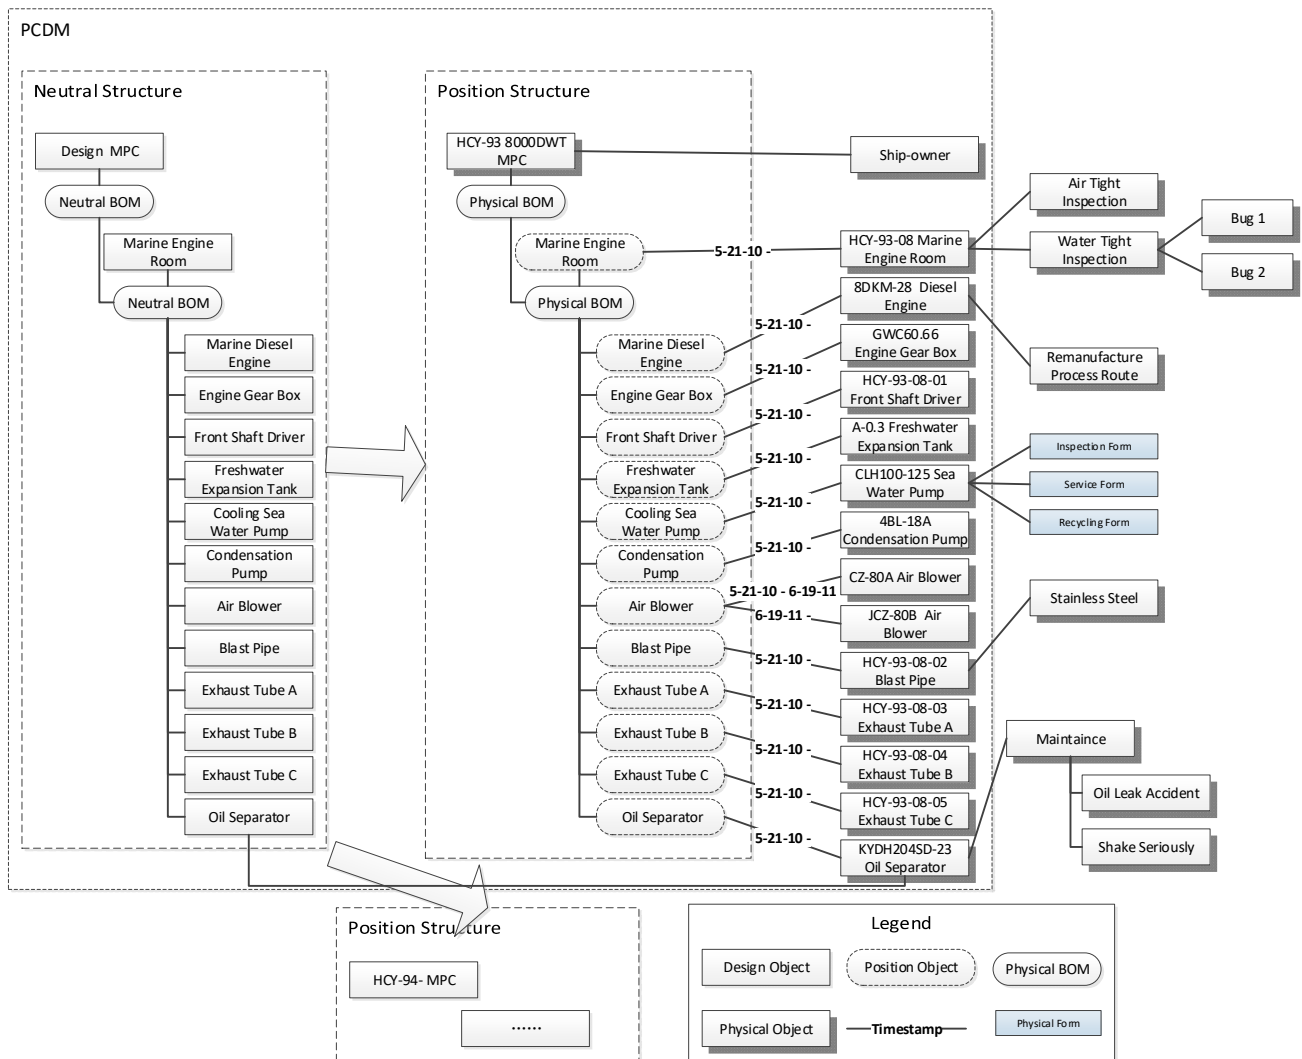 PCDM
Neutral Structure
Design MPC
Neutral BOM
Marine Engine
Room
Neutral BOM
Marine Diesel
Engine
Engine Gear Box
Front Shaft Driver
Freshwater
Expansion Tank
Cooling Sea
Water Pump
Condensation
Pump
Air Blower
Blast Pipe
Exhaust Tube A
Exhaust Tube B
Exhaust Tube C
Oil Separator
Position Structure
HCY-93 8000DWT
MPC
Physical BOM
Marine Engine
Room
Physical BOM
Marine Diesel
Engine
Engine Gear Box
Front Shaft Driver
Freshwater
Expansion Tank
Cooling Sea
Water Pump
Condensation
Pump
Air Blower
Blast Pipe
Exhaust Tube A
Exhaust Tube B
Exhaust Tube C
Oil Separator
5-21-10 -
5-21-10 -
5-21-10 -
5-21-10 -
5-21-10 -
5-21-10 -
5-21-10 -
5-21-10 - 6-19-11
6-19-11 -
5-21-10 -
5-21-10 -
5-21-10 -
5-21-10 -
5-21-10 -
Ship-owner
HCY-93-08 Marine
Engine Room
8DKM-28 Diesel
Engine
GWC60.66
Engine Gear Box
HCY-93-08-01
Front Shaft Driver
A-0.3 Freshwater
Expansion Tank
CLH100-125 Sea
Water Pump
4BL-18A
Condensation Pump
CZ-80A Air Blower
JCZ-80B Air
Blower
HCY-93-08-02
Blast Pipe
HCY-93-08-03
Exhaust Tube A
HCY-93-08-04
Exhaust Tube B
HCY-93-08-05
Exhaust Tube C
KYDH204SD-23
Oil Separator
Air Tight
Inspection
Water Tight
Inspection
Bug 1
Bug 2
Remanufacture
Process Route
Inspection Form
Service Form
Recycling Form
Stainless Steel
Maintaince
Oil Leak Accident
Shake Seriously
Position Structure
HCY-94- MPC
......
Legend
Design Object
Position Object
Physical BOM
Physical Object
Timestamp
Physical Form